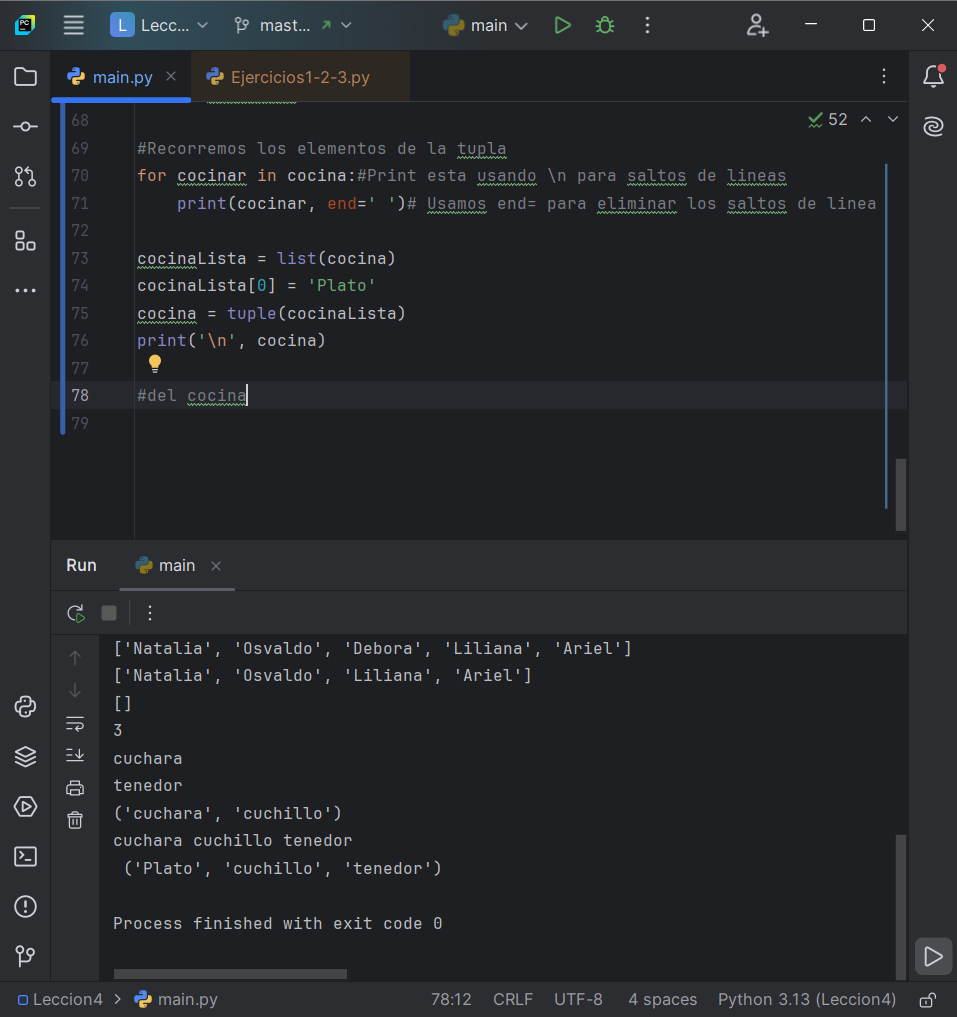 PC
L Lecc... mast... main
main.py Ejercicios1-2-3.py
52
68
69 #Recorremos los elementos de la tupla
70 for cocinar in cocina:#Print esta usando \n para saltos de lineas
71     print(cocinar, end=' ')# Usamos end= para eliminar los saltos de linea
72
73 cocinaLista = list(cocina)
74 cocinaLista[0] = 'Plato'
75 cocina = tuple(cocinaLista)
76 print('\n', cocina)
77
78 #del cocina
79
Run main
['Natalia', 'Osvaldo', 'Debora', 'Liliana', 'Ariel']
['Natalia', 'Osvaldo', 'Liliana', 'Ariel']
[]
3
cuchara
tenedor
('cuchara', 'cuchillo')
cuchara cuchillo tenedor
 ('Plato', 'cuchillo', 'tenedor')
Process finished with exit code 0
Leccion4 > main.py 78:12 CRLF UTF-8 4 spaces Python 3.13 (Leccion4)